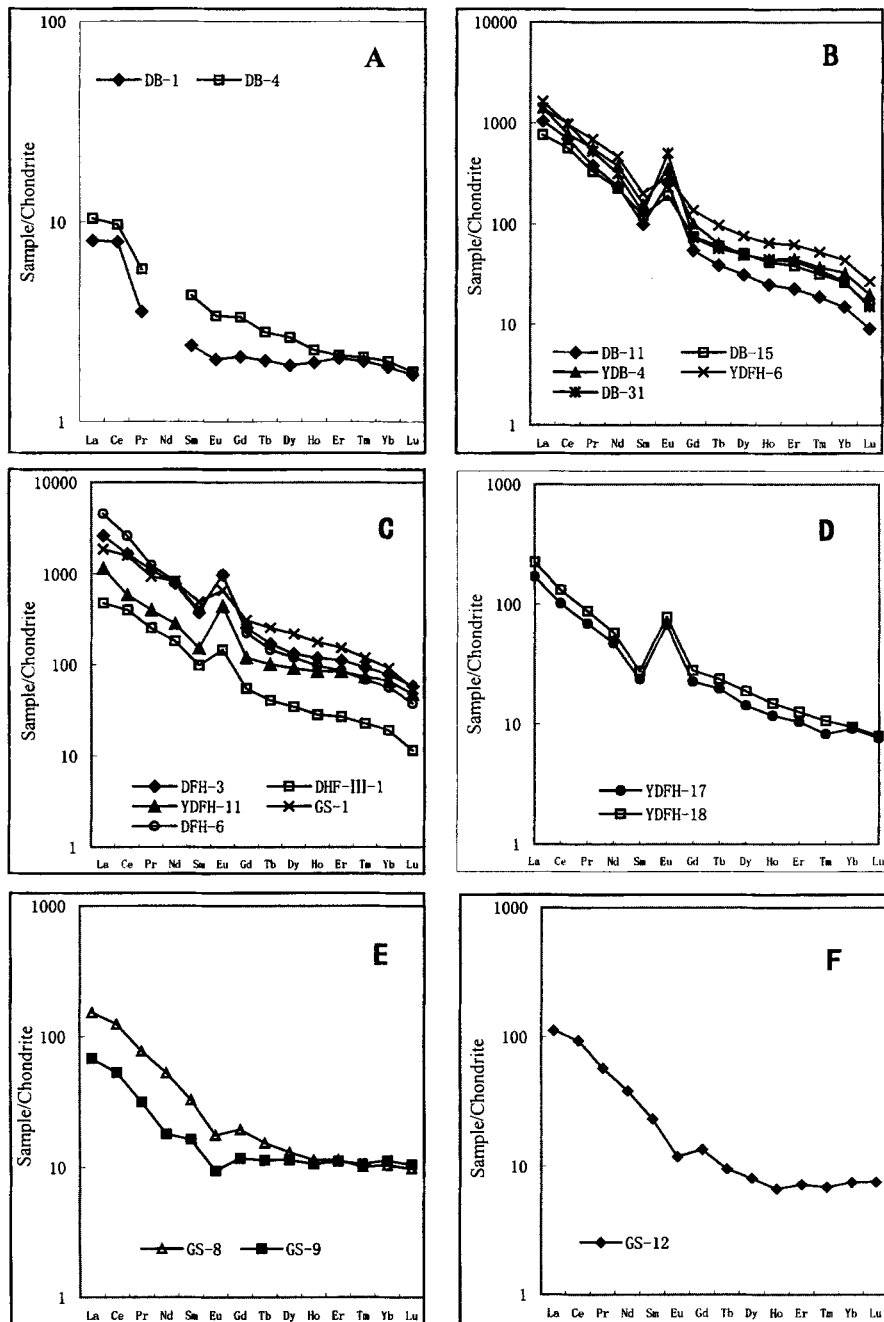 A
100
10
1
Sample/Chondrite
DB-1 DB-4
La Ce Pr Nd Sm Eu Gd Tb Dy Ho Er Tm Yb Lu
B
10000
1000
100
10
1
Sample/Chondrite
DB-11 DB-15
YDB-4 YDFH-6
DB-31
La Ce Pr Nd Sm Eu Gd Tb Dy Ho Er Tm Yb Lu
C
10000
1000
100
10
1
Sample/Chondrite
DFH-3 DHF-III-1
YDFH-11 GS-1
DFH-6
La Ce Pr Nd Sm Eu Gd Tb Dy Ho Er Tm Yb Lu
D
1000
100
10
1
Sample/Chondrite
YDFH-17
YDFH-18
La Ce Pr Nd Sm Eu Gd Tb Dy Ho Er Tm Yb Lu
E
1000
100
10
1
Sample/Chondrite
GS-8 GS-9
La Ce Pr Nd Sm Eu Gd Tb Dy Ho Er Tm Yb Lu
F
1000
100
10
1
Sample/Chondrite
GS-12
La Ce Pr Nd Sm Eu Gd Tb Dy Ho Er Tm Yb Lu